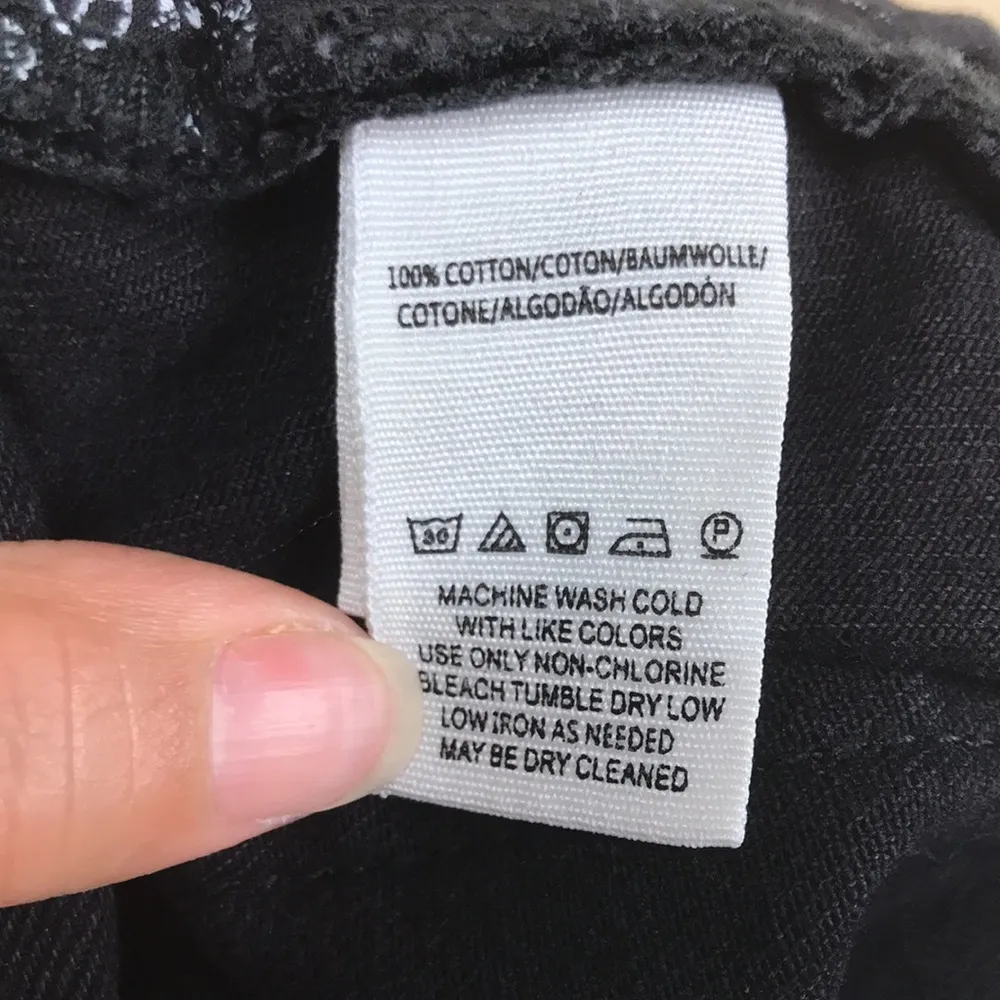 100% COTTON/COTON/BAUMWOLLE/
COTONE/ALGODÃO/ALGODÓN
30 P
MACHINE WASH COLD
WITH LIKE COLORS
USE ONLY NON-CHLORINE
BLEACH TUMBLE DRY LOW
LOW IRON AS NEEDED
MAY BE DRY CLEANED